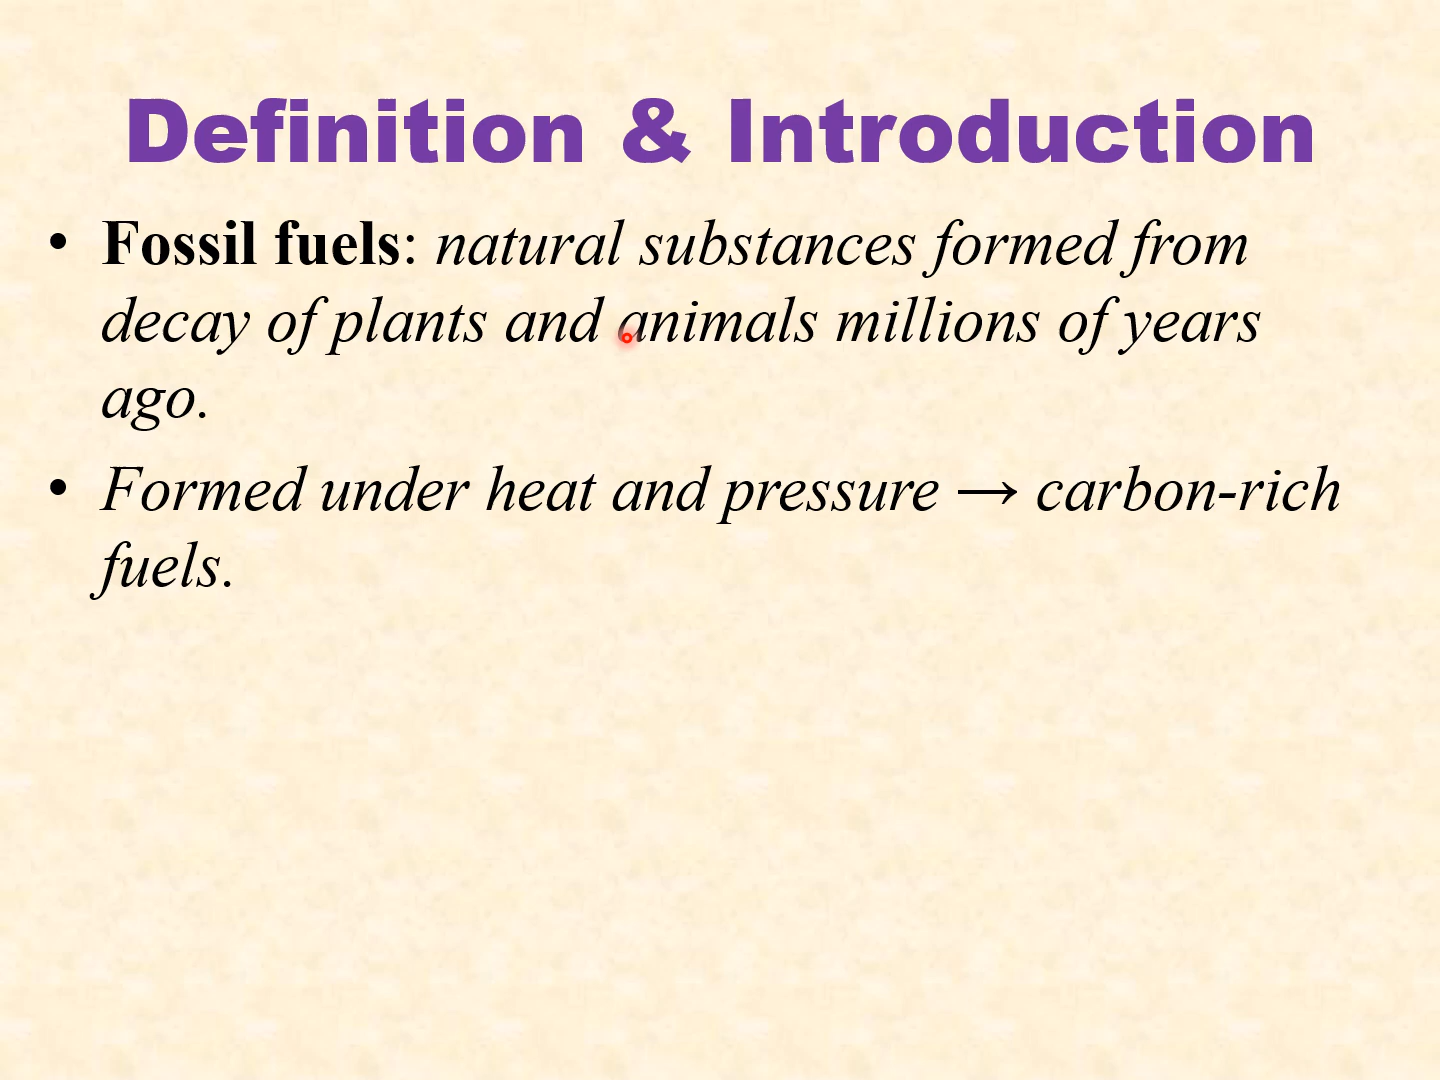 Definition & Introduction
• Fossil fuels: natural substances formed from
decay of plants and animals millions of years
ago.
• Formed under heat and pressure → carbon-rich
fuels.